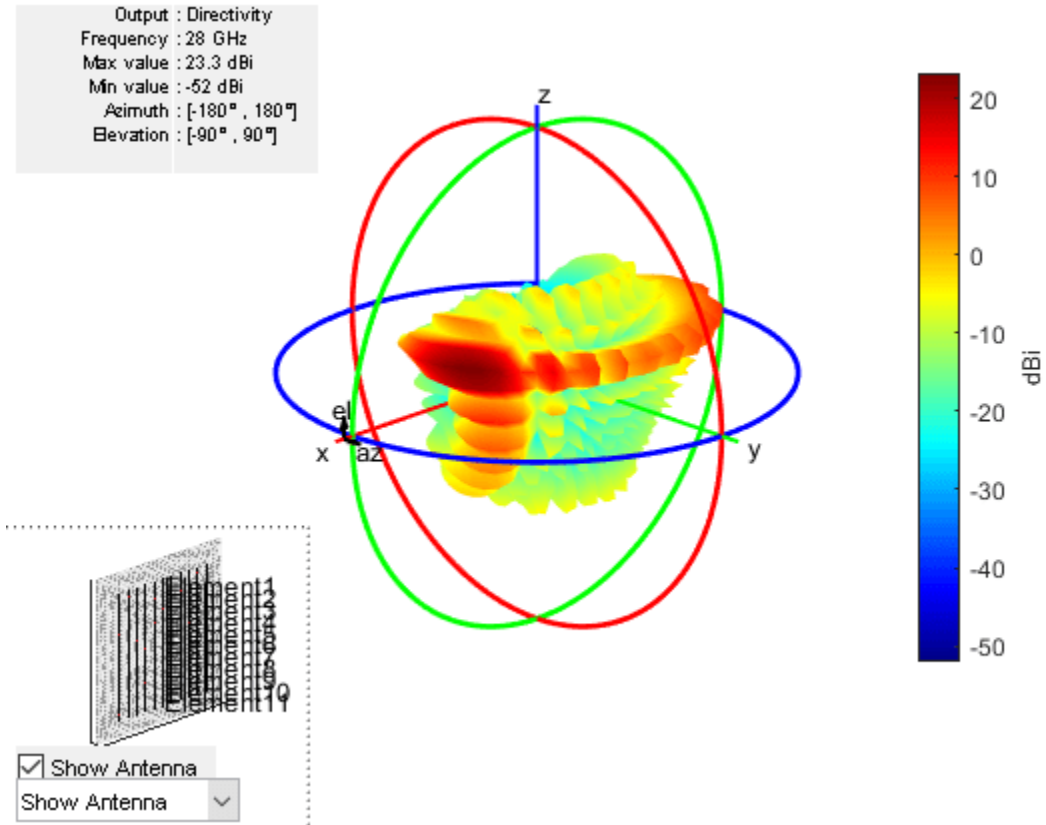 Output : Directivity
Frequency : 28 GHz
Max value : 23.3 dBi
Min value : -52 dBi
Azimuth : [-180° , 180°]
Elevation : [-90° , 90°]
z
x
y
el
az
20
10
0
-10
-20
-30
-40
-50
dBi
Element1
Element11
Show Antenna
Show Antenna